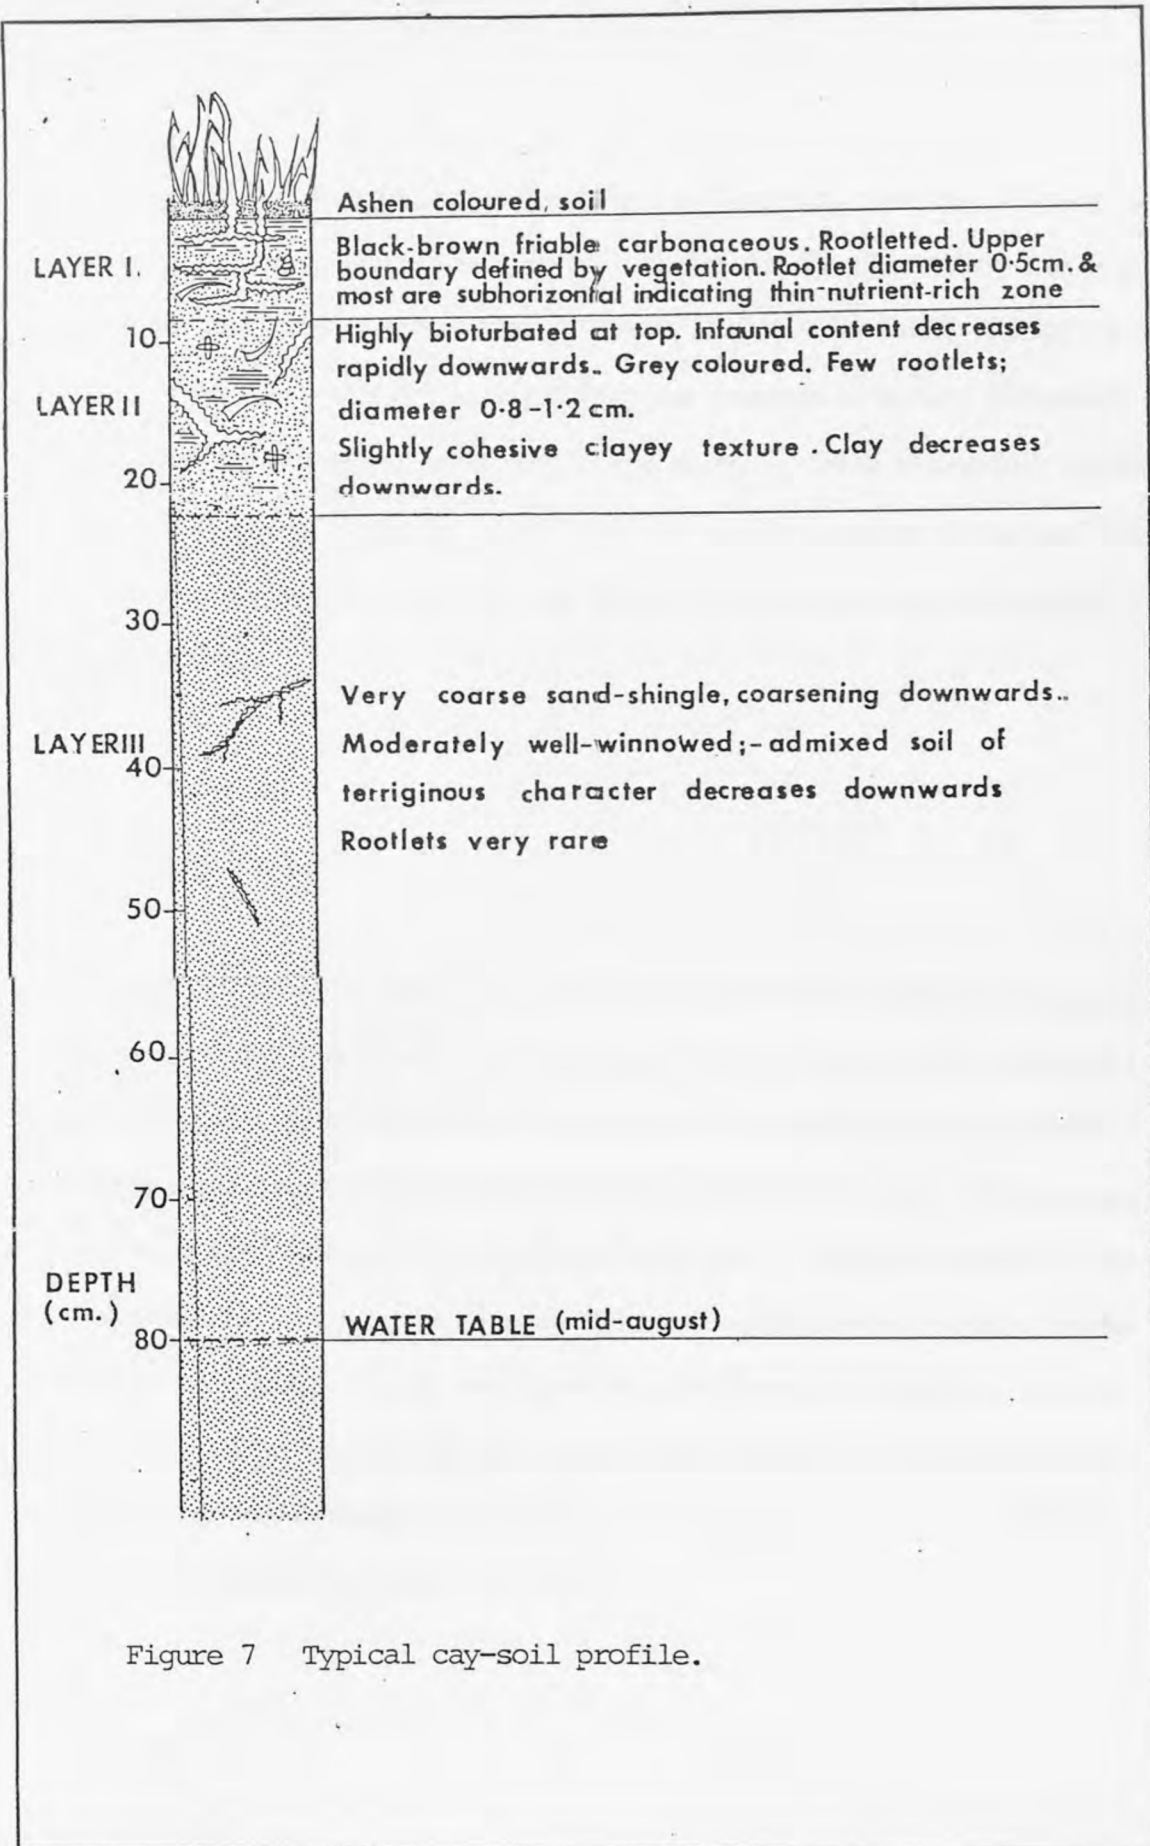 Ashen coloured, soil
LAYER I.
Black-brown friable carbonaceous. Rootletted. Upper
boundary defined by vegetation. Rootlet diameter 0·5cm. &
most are subhorizontal indicating thin-nutrient-rich zone
10
Highly bioturbated at top. Infaunal content decreases
rapidly downwards.. Grey coloured. Few rootlets;
LAYER II
diameter 0·8-1·2 cm.
Slightly cohesive clayey texture. Clay decreases
20
downwards.
30
Very coarse sand-shingle, coarsening downwards..
LAYER III
Moderately well-winnowed;- admixed soil of
40
terriginous character decreases downwards
Rootlets very rare
50
60
70
DEPTH
(cm.)
80
WATER TABLE (mid-august)
Figure 7 Typical cay-soil profile.